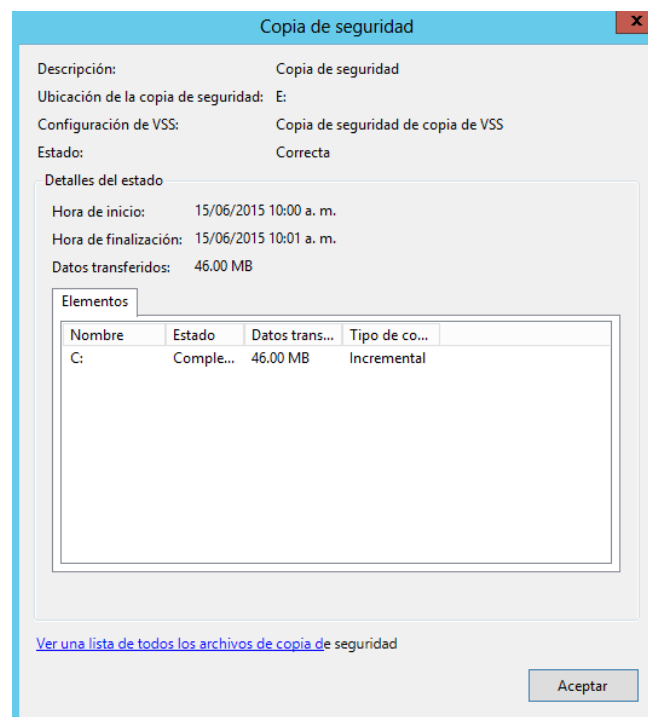 Copia de seguridad
x
Descripción: Copia de seguridad
Ubicación de la copia de seguridad: E:
Configuración de VSS: Copia de seguridad de copia de VSS
Estado: Correcta
Detalles del estado
Hora de inicio: 15/06/2015 10:00 a. m.
Hora de finalización: 15/06/2015 10:01 a. m.
Datos transferidos: 46.00 MB
Elementos
Nombre Estado Datos trans... Tipo de co...
C: Comple... 46.00 MB Incremental
Ver una lista de todos los archivos de copia de seguridad
Aceptar